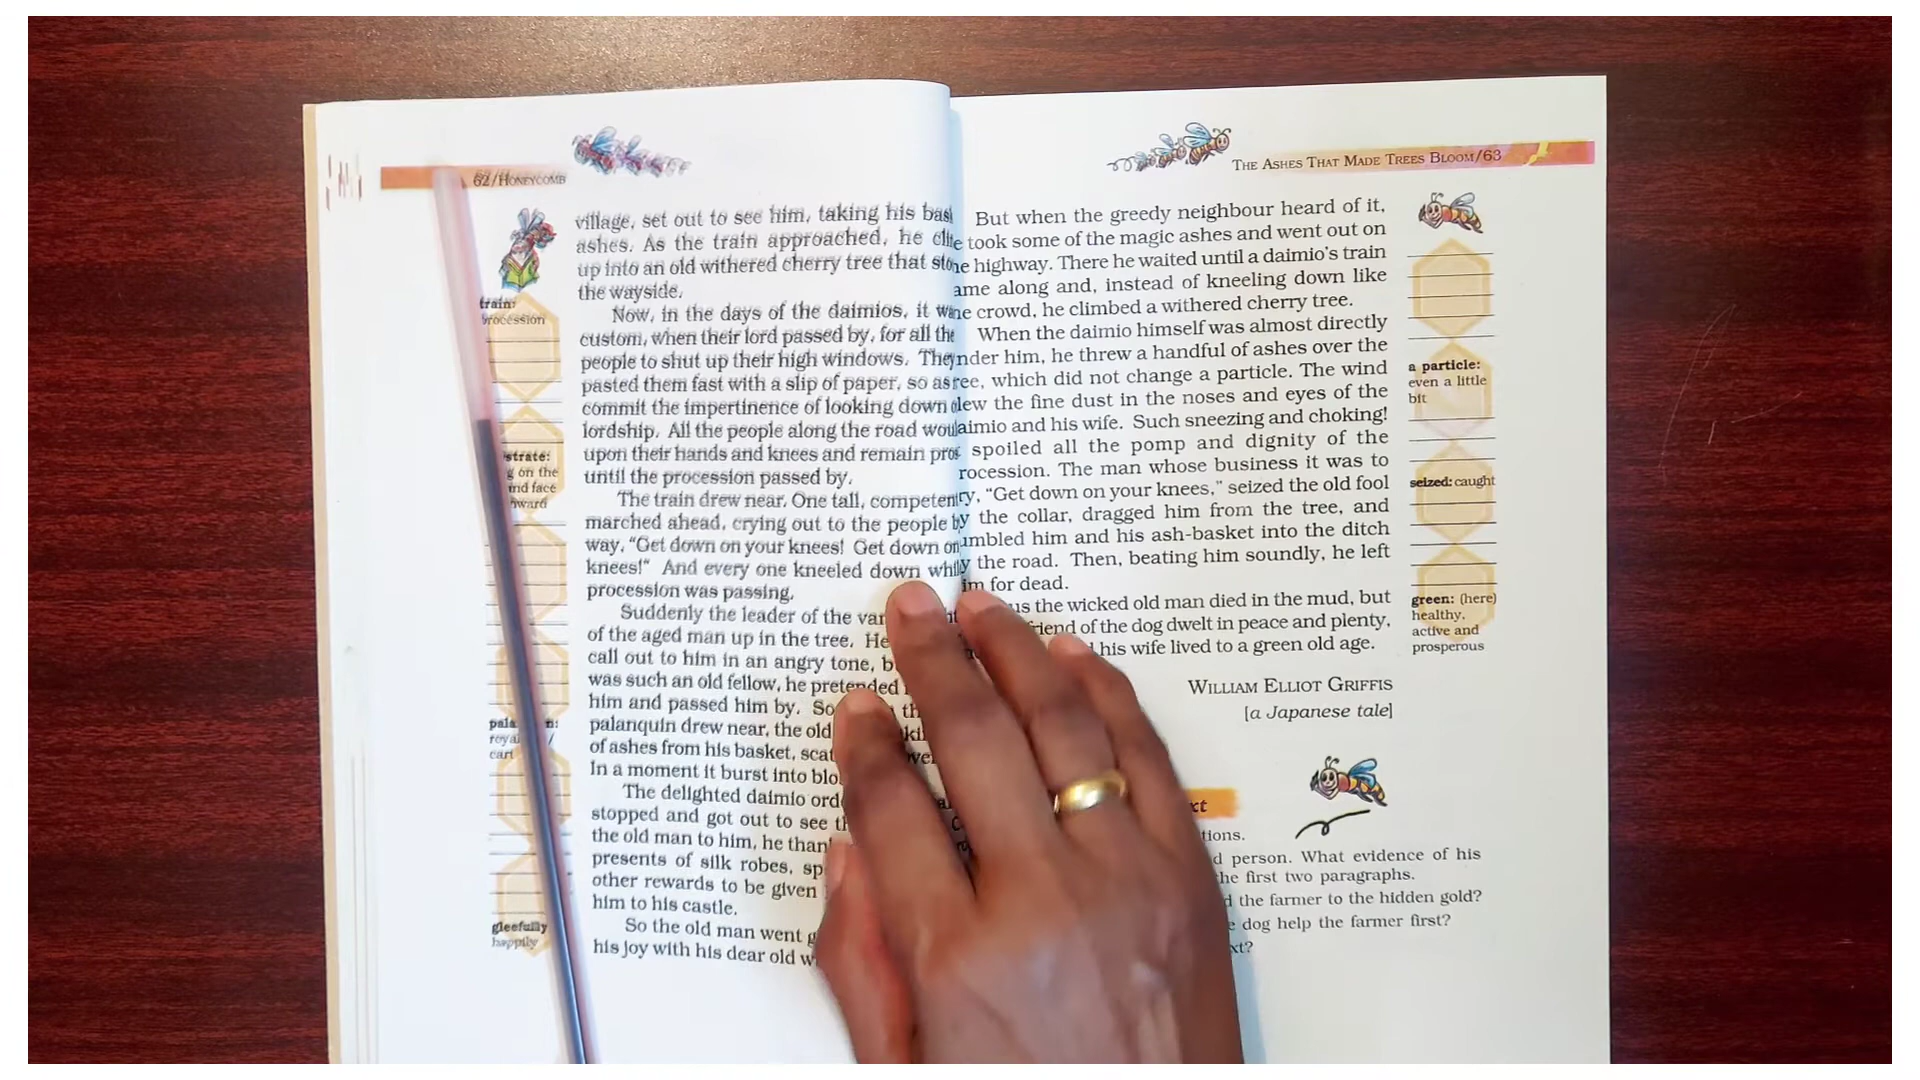 62/HONEYCOMB
village, set out to see him, taking his
ashes. As the train approached, he
up into an old withered cherry tree that
the wayside.
Now, in the days of the daimios, it
custom, when their lord passed by, for all
people to shut up their high windows. They
pasted them fast with a slip of paper, so as
commit the impertinence of looking down
lordship. All the people along the road
upon their hands and knees and remain
until the procession passed by.
The train drew near. One tall,
marched ahead, crying out to the people
way, "Get down on your knees! Get down on
knees!" And every one kneeled down
procession was passing.
Suddenly the leader of the
of the aged man up in the tree. He
call out to him in an angry tone,
was such an old fellow, he pretended
him and passed him by. So
palanquin drew near, the old
of ashes from his basket,
In a moment it burst into
The delighted daimio
stopped and got out to see
the old man to him, he
presents of silk robes,
other rewards to be given
him to his castle.
So the old man went
his joy with his dear old
train:
procession
on the
face
gleefully
happily
THE ASHES THAT MADE TREES BLOOM/63
But when the greedy neighbour heard of it,
took some of the magic ashes and went out on
highway. There he waited until a daimio's train
along and, instead of kneeling down like
crowd, he climbed a withered cherry tree.
When the daimio himself was almost directly
him, he threw a handful of ashes over the
which did not change a particle. The wind
the fine dust in the noses and eyes of the
and his wife. Such sneezing and choking!
spoiled all the pomp and dignity of the
The man whose business it was to
"Get down on your knees," seized the old fool
the collar, dragged him from the tree, and
him and his ash-basket into the ditch
the road. Then, beating him soundly, he left
for dead.
the wicked old man died in the mud, but
of the dog dwelt in peace and plenty,
his wife lived to a green old age.
WILLIAM ELLIOT GRIFFIS
[a Japanese tale]
a particle:
even a little
bit
seized: caught
green: (here)
healthy,
active and
prosperous
person. What evidence of his
first two paragraphs.
the farmer to the hidden gold?
dog help the farmer first?